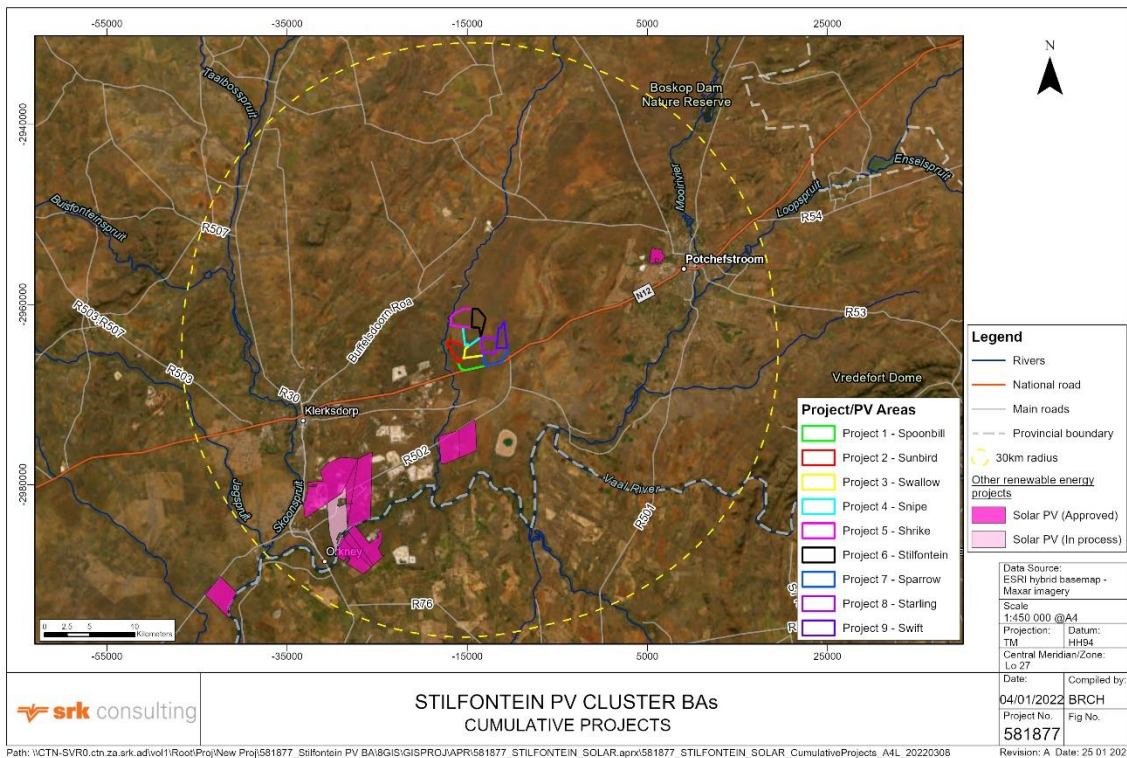 -65000
-35000
-15000
5000
25000
N
Taaibosspruit
Boskop Dam
Nature Reserve
-2940000
Enselspruit
Mooirivier
Loopspruit
Buisfonteinspruit
R507
R54
Potchefstroom
-2960000
N12
R53
R503,R507
Buffelsdoorn Roa
R503
R30
Klerksdorp
Vredefort Dome
R502
-2980000
Vaal River
Jagspruit
Skoonspruit
R501
Orkney
R76
0 2.5 5 10
Kilometers
-65000
-35000
-15000
5000
25000
Project/PV Areas
Project 1 - Spoonbill
Project 2 - Sunbird
Project 3 - Swallow
Project 4 - Snipe
Project 5 - Shrike
Project 6 - Stilfontein
Project 7 - Sparrow
Project 8 - Starling
Project 9 - Swift
Legend
Rivers
National road
Main roads
Provincial boundary
30km radius
Other renewable energy
projects
Solar PV (Approved)
Solar PV (In process)
Data Source:
ESRI hybrid basemap -
Maxar imagery
Scale
1:450 000 @A4
Projection: Datum:
TM HH94
Central Meridian/Zone:
Lo 27
Date: Compiled by:
04/01/2022 BRCH
Project No. Fig No.
581877
srk consulting
STILFONTEIN PV CLUSTER BAs
CUMULATIVE PROJECTS
Path: \\CTN-SVR0.ctn.za.srk.ad\vol1\Root\Proj\New Proj\581877_Stilfontein PV BA\8GIS\GISPROJ\APR\581877_STILFONTEIN_SOLAR.aprx\581877_STILFONTEIN_SOLAR_CumulativeProjects_A4L_20220308
Revision: A Date: 25 01 202